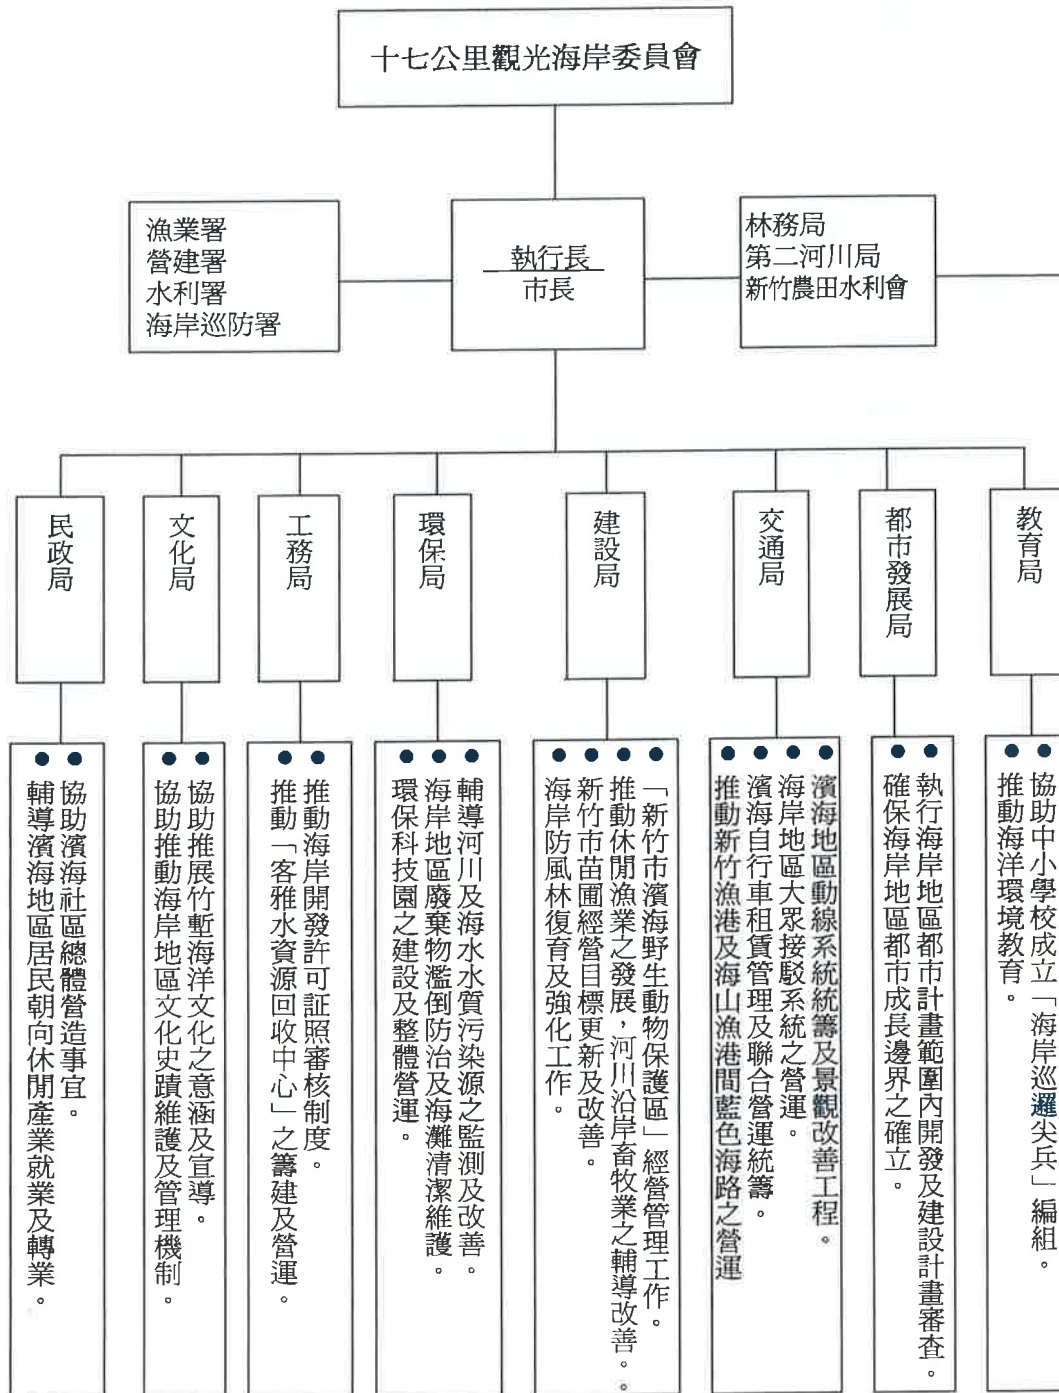 十七公里觀光海岸委員會
漁業署
營建署
水利署
海岸巡防署
執行長
市長
林務局
第二河川局
新竹農田水利會
教育局
都市發展局
交通局
建設局
環保局
工務局
文化局
民政局
● 協助中小學校成立「海岸巡邏尖兵」編組。
● 推動海洋環境教育。
● 執行海岸地區都市計畫範圍內開發及建設計畫審查。
● 確保海岸地區都市成長邊界之確立。
● 濱海地區動線系統統籌及景觀改善工程。
● 海岸地區大眾接駁系統之營運。
● 濱海自行車租賃管理及聯合營運統籌。
● 推動新竹漁港及海山漁港間藍色海路之營運
● 「新竹市濱海野生動物保護區」經營管理工作。
● 推動休閒漁業之發展，河川沿岸畜牧業之輔導改善。。
● 新竹市苗圃經營目標更新及改善。
● 海岸防風林復育及強化工作。
● 輔導河川及海水水質污染源之監測及改善。
● 海岸地區廢棄物濫倒防治及海灘清潔維護。
● 環保科技園之建設及整體營運。
● 推動海岸開發許可証照審核制度。
● 推動「客雅水資源回收中心」之籌建及營運。
● 協助推展竹塹海洋文化之意涵及宣導。
● 協助推動海岸地區文化史蹟維護及管理機制。
● 協助濱海社區總體營造事宜。
● 輔導濱海地區居民朝向休閒產業就業及轉業。